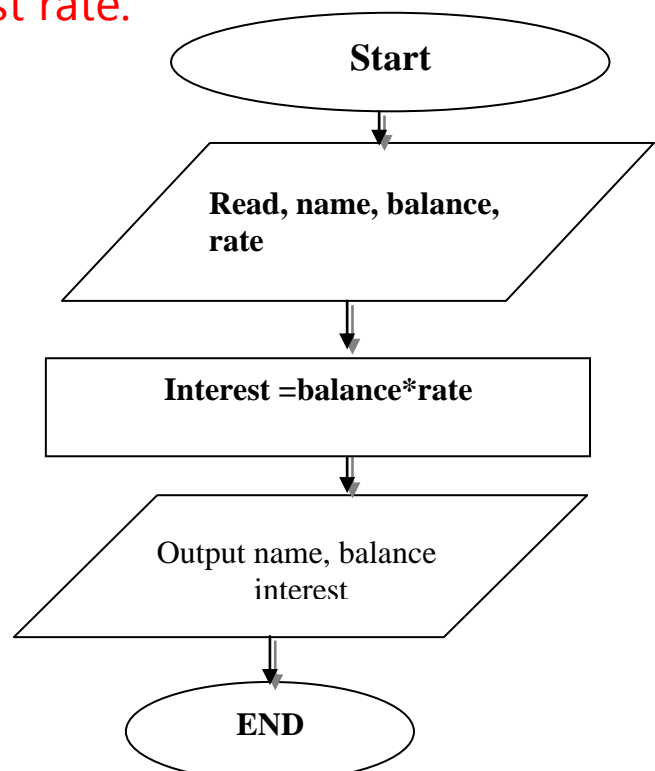 st rate.
Start
Read, name, balance,
rate
Interest =balance*rate
Output name, balance
interest
END